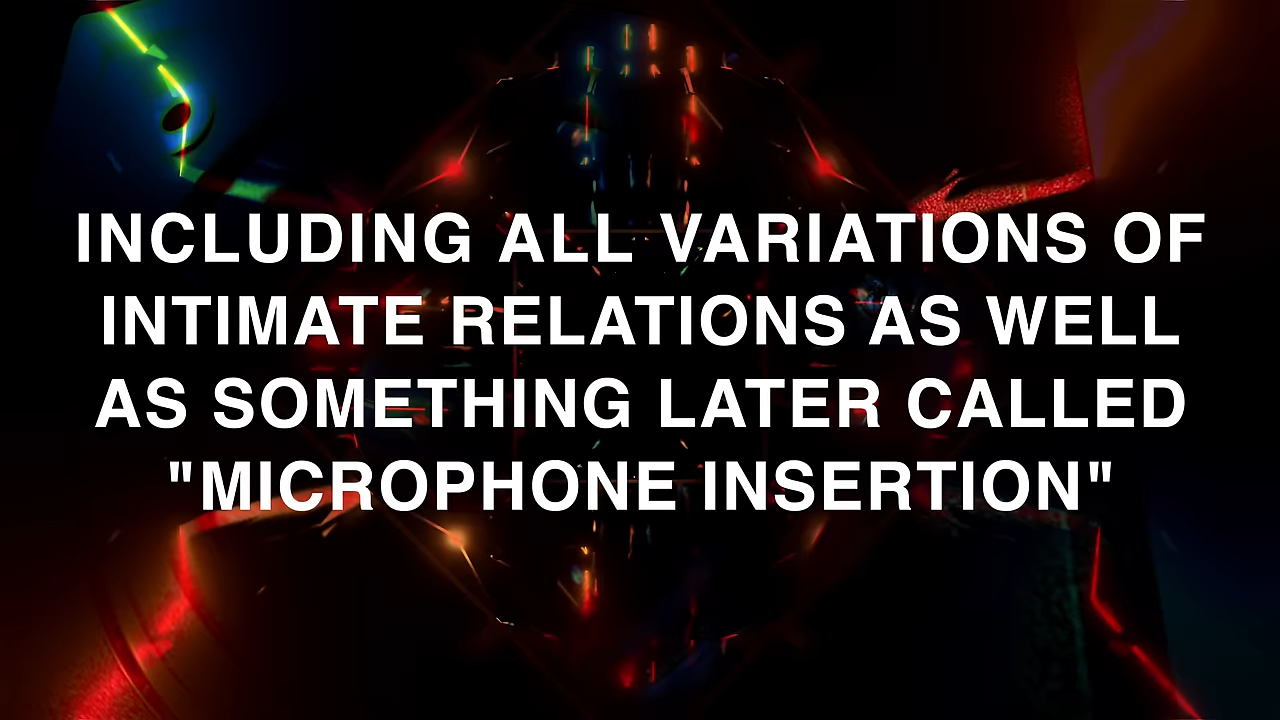 INCLUDING ALL VARIATIONS OF
INTIMATE RELATIONS AS WELL
AS SOMETHING LATER CALLED
"MICROPHONE INSERTION"